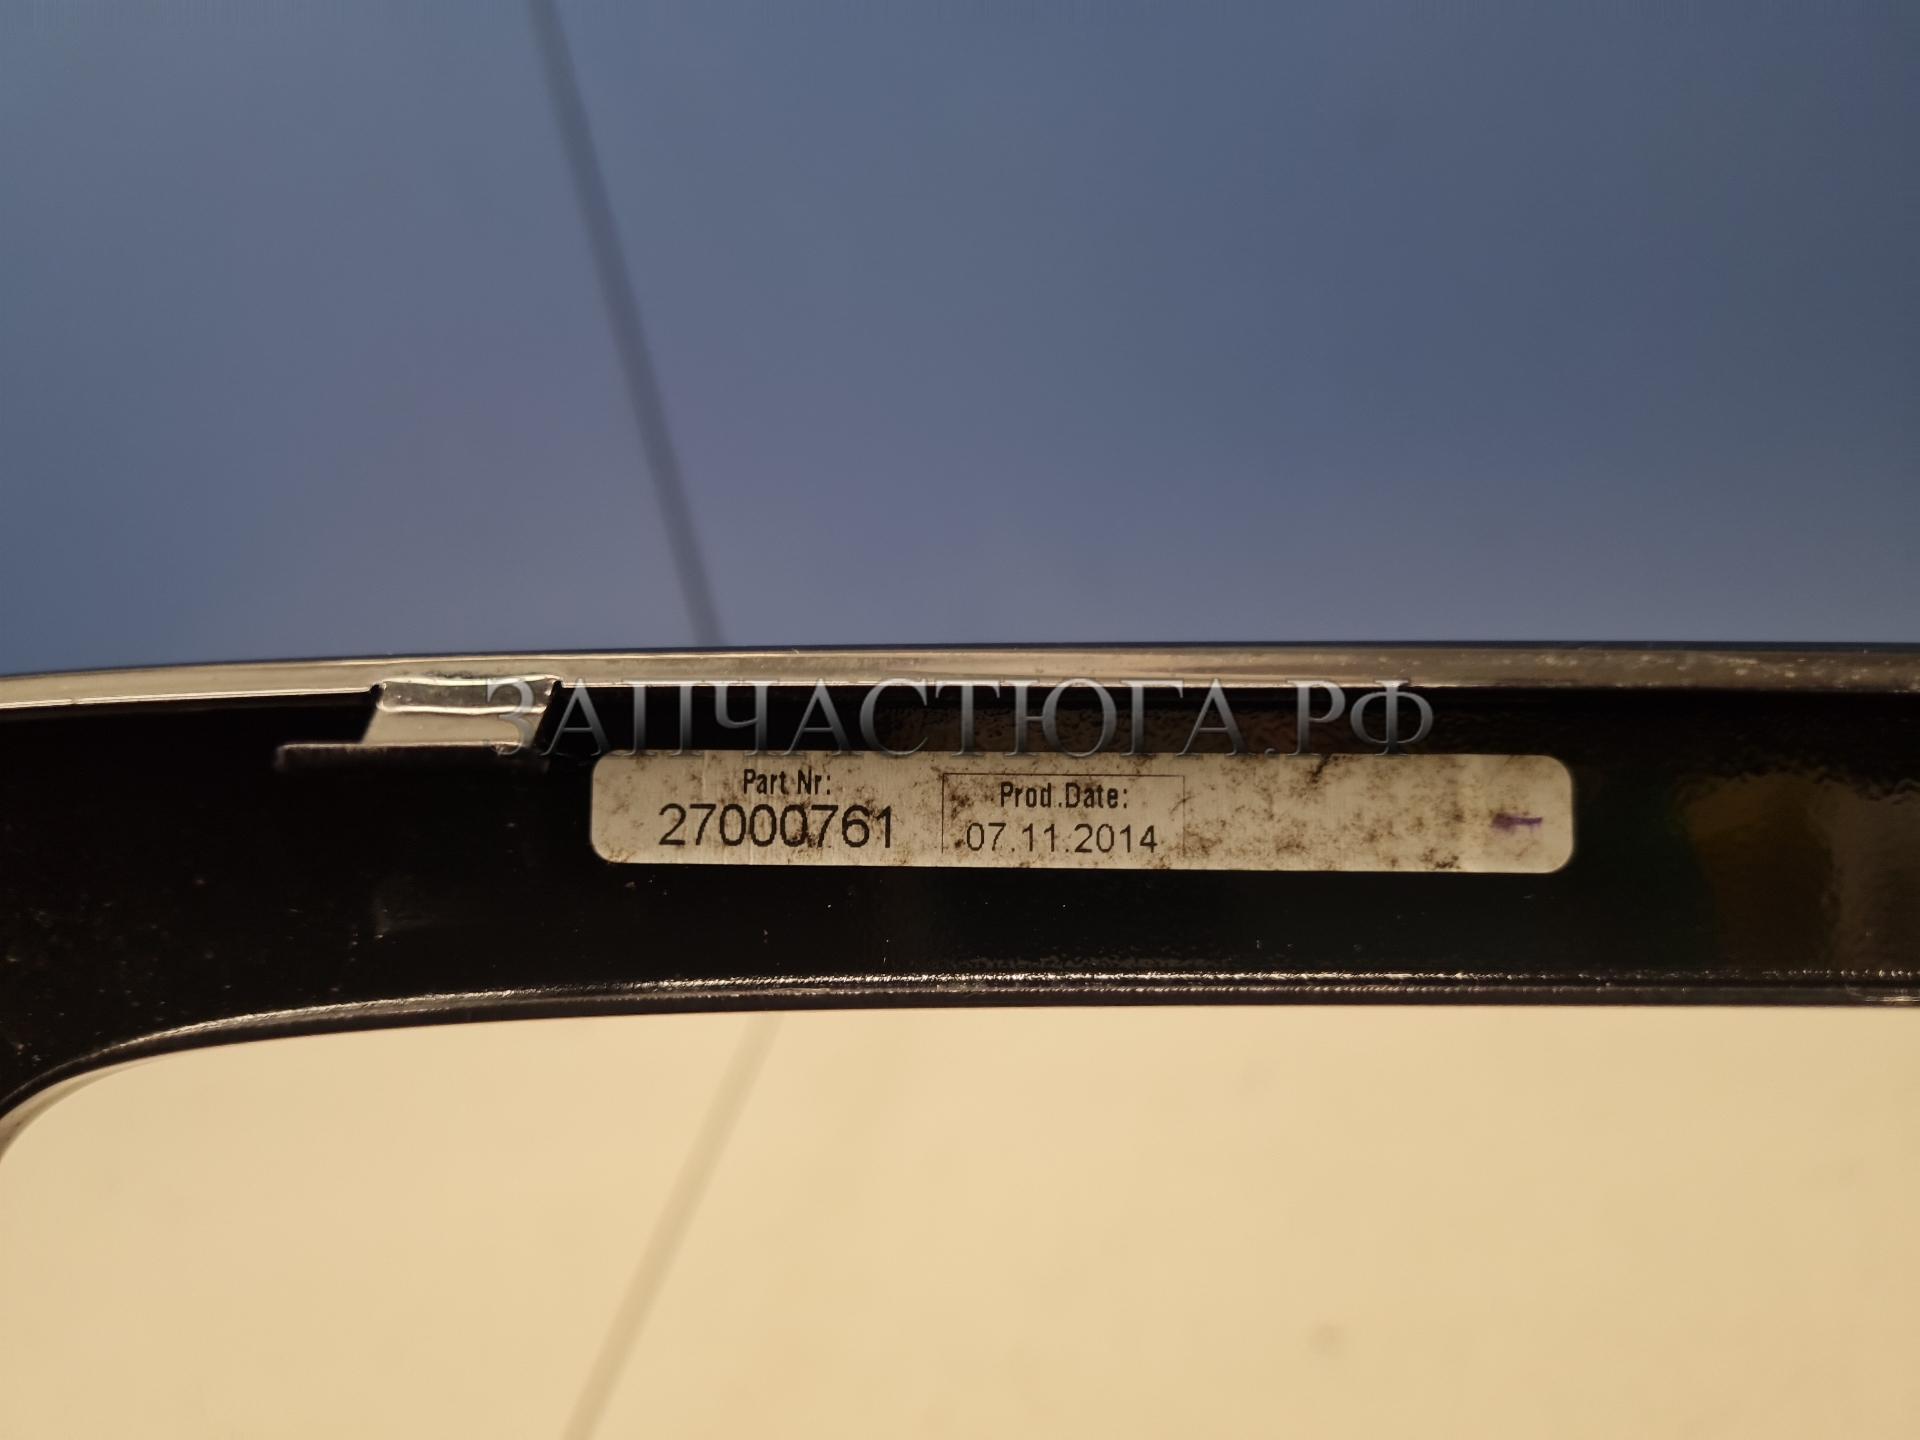 ЗАПЧАСТЮГА.РФ
Part Nr:
27000761
Prod.Date:
07.11.2014